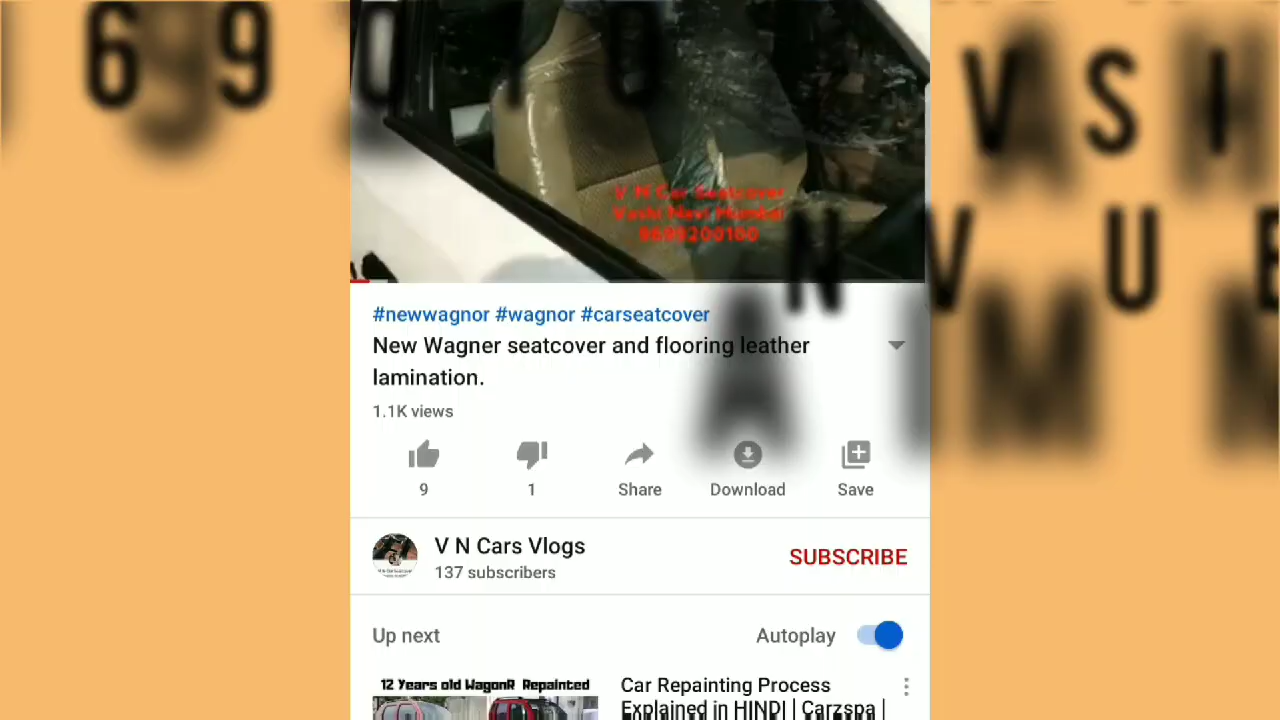 V N Car Seatcover
Vashi Navi Mumbai
#newwagnor #wagnor #carseatcover
New Wagner seatcover and flooring leather
lamination.
1.1K views
9
1
Share
Download
Save
V N Cars Vlogs
137 subscribers
SUBSCRIBE
Up next
Autoplay
12 Years old WagonR Repainted
Car Repainting Process
Explained in HINDI | Carzspa |